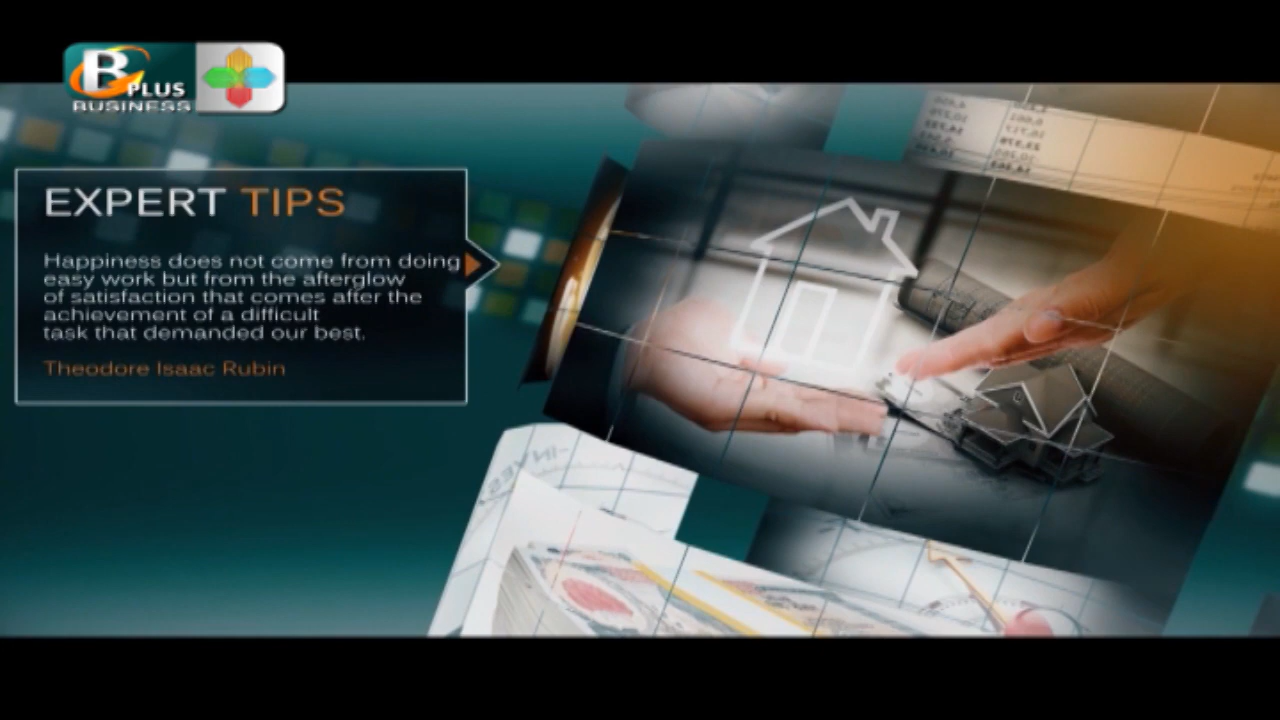 B
PLUS
BUSINESS
EXPERT TIPS
Happiness does not come from doing
easy work but from the afterglow
of satisfaction that comes after the
achievement of a difficult
task that demanded our best.
Theodore Isaac Rubin